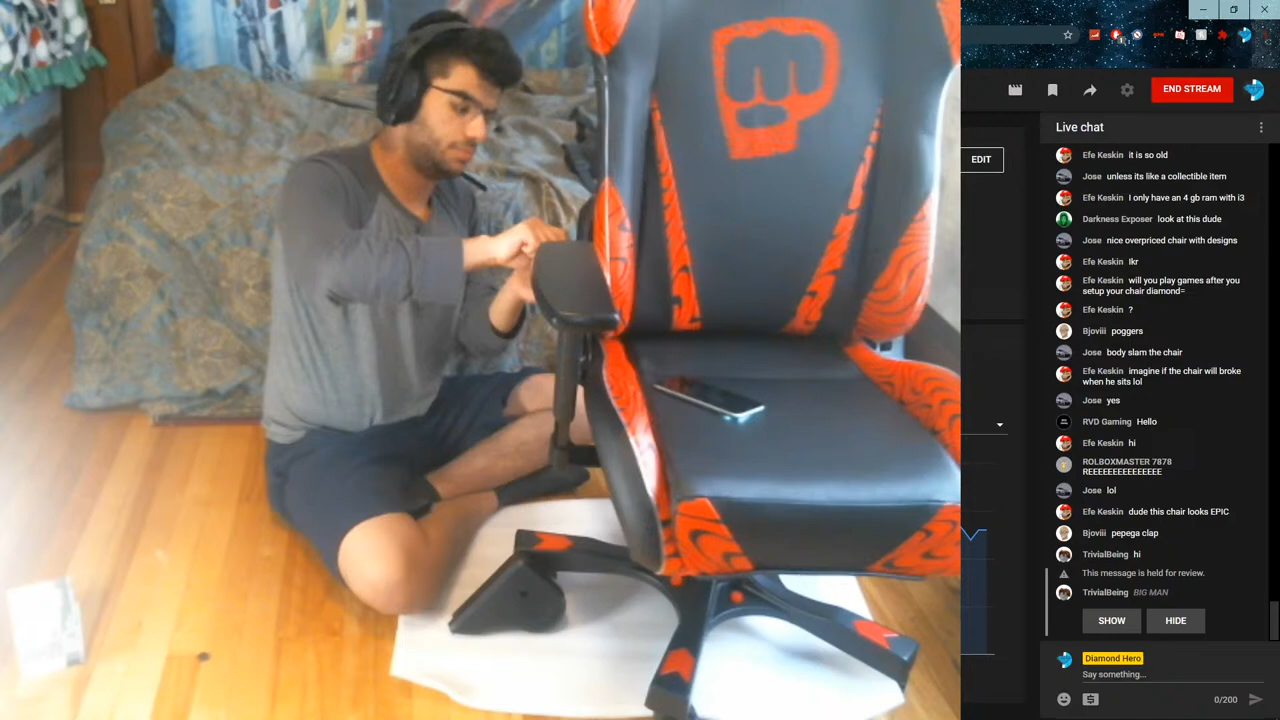 END STREAM
Live chat
EDIT
Efe Keskin it is so old
Jose unless its like a collectible item
Efe Keskin I only have an 4 gb ram with i3
Darkness Exposer look at this dude
Jose nice overpriced chair with designs
Efe Keskin Ikr
Efe Keskin will you play games after you
setup your chair diamond=
Efe Keskin ?
Bjoviii poggers
Jose body slam the chair
Efe Keskin imagine if the chair will broke
when he sits lol
Jose yes
RVD Gaming Hello
Efe Keskin hi
ROLBOXMASTER 7878
REEEEEEEEEEEEEE
Jose lol
Efe Keskin dude this chair looks EPIC
Bjoviii pepega clap
TrivialBeing hi
This message is held for review.
TrivialBeing BIG MAN
SHOW HIDE
Diamond Hero
Say something...
0/200